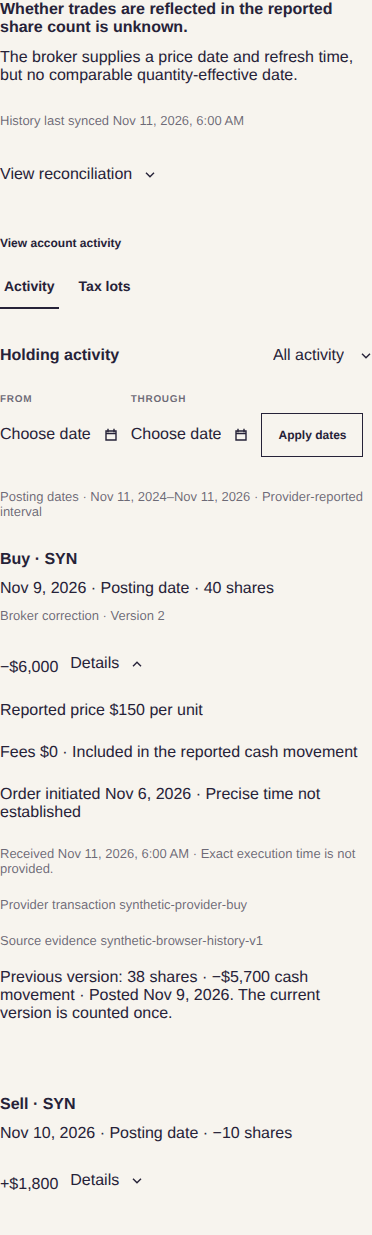 Whether trades are reflected in the reported
share count is unknown.
The broker supplies a price date and refresh time,
but no comparable quantity-effective date.
History last synced Nov 11, 2026, 6:00 AM
View reconciliation
View account activity
Activity Tax lots
Holding activity All activity
FROM THROUGH
Choose date Choose date Apply dates
Posting dates · Nov 11, 2024–Nov 11, 2026 · Provider-reported
interval
Buy · SYN
Nov 9, 2026 · Posting date · 40 shares
Broker correction · Version 2
−$6,000 Details
Reported price $150 per unit
Fees $0 · Included in the reported cash movement
Order initiated Nov 6, 2026 · Precise time not
established
Received Nov 11, 2026, 6:00 AM · Exact execution time is not
provided.
Provider transaction synthetic-provider-buy
Source evidence synthetic-browser-history-v1
Previous version: 38 shares · −$5,700 cash
movement · Posted Nov 9, 2026. The current
version is counted once.
Sell · SYN
Nov 10, 2026 · Posting date · −10 shares
+$1,800 Details